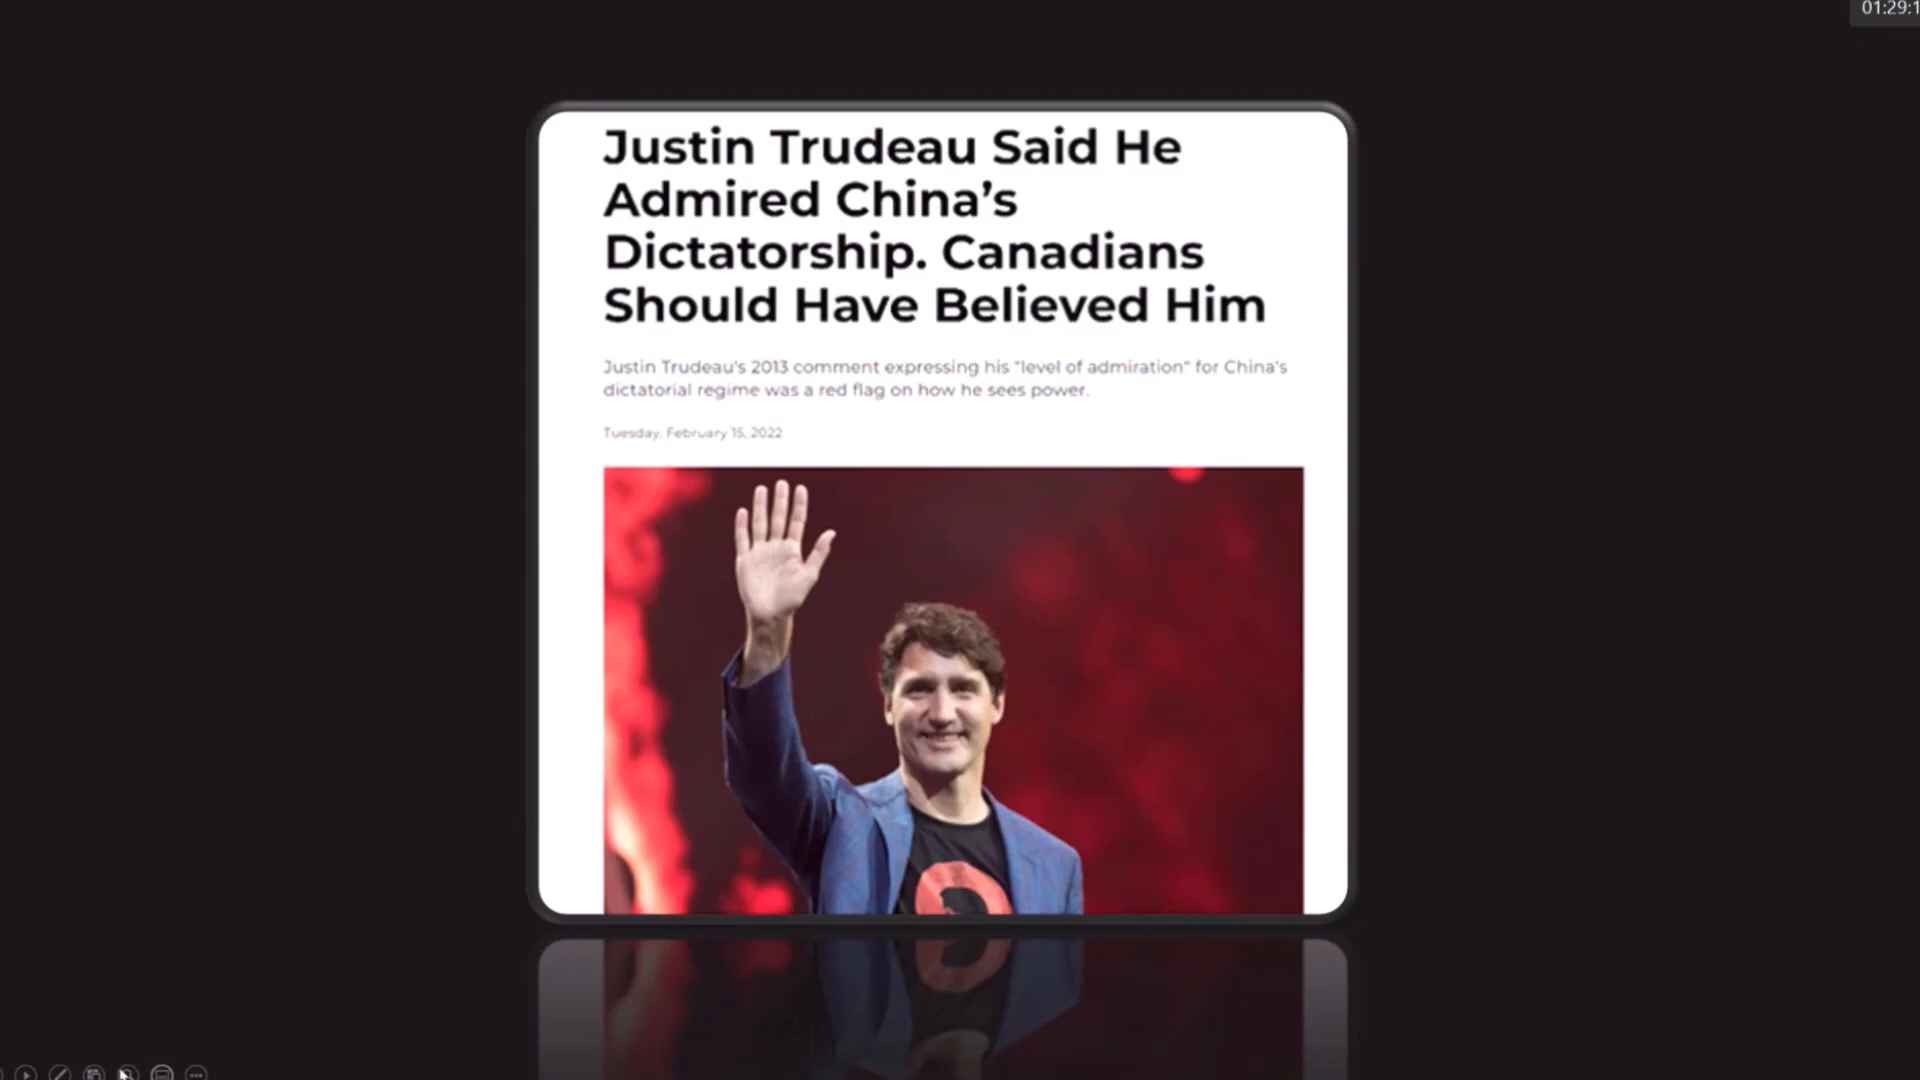 01:29:1
Justin Trudeau Said He
Admired China’s
Dictatorship. Canadians
Should Have Believed Him
Justin Trudeau's 2013 comment expressing his "level of admiration" for China's
dictatorial regime was a red flag on how he sees power.
Tuesday, February 15, 2022